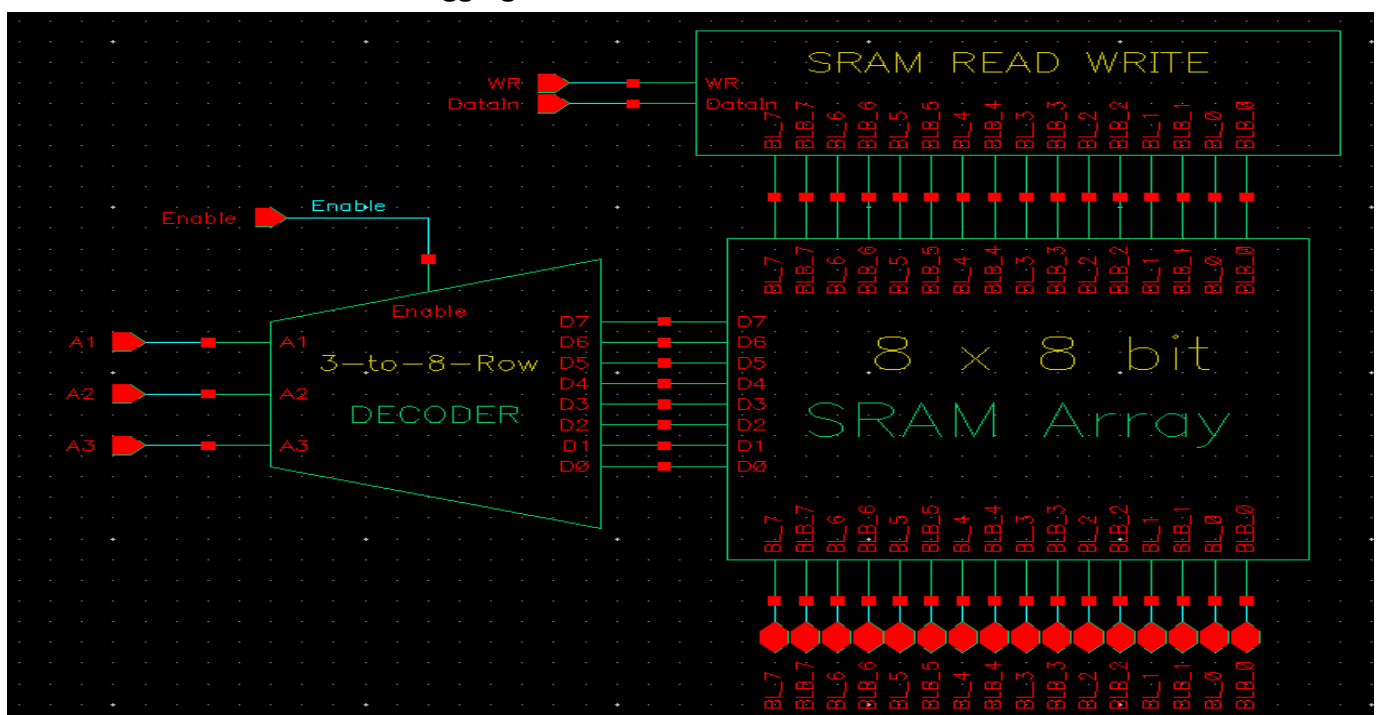 gg g
SRAM READ WRITE
WR WR
DataIn DataIn
BL_7 BLB_7 BL_6 BLB_6 BL_5 BLB_5 BL_4 BLB_4 BL_3 BLB_3 BL_2 BLB_2 BL_1 BLB_1 BL_0 BLB_0
Enable Enable
Enable
BL_7 BLB_7 BL_6 BLB_6 BL_5 BLB_5 BL_4 BLB_4 BL_3 BLB_3 BL_2 BLB_2 BL_1 BLB_1 BL_0 BLB_0
A1 A1
A2 A2
A3 A3
3-to-8-Row
DECODER
D7 D7
D6 D6
D5 D5
D4 D4
D3 D3
D2 D2
D1 D1
D0 D0
8 x 8 bit
SRAM Array
BL_7 BLB_7 BL_6 BLB_6 BL_5 BLB_5 BL_4 BLB_4 BL_3 BLB_3 BL_2 BLB_2 BL_1 BLB_1 BL_0 BLB_0
BL_7 BLB_7 BL_6 BLB_6 BL_5 BLB_5 BL_4 BLB_4 BL_3 BLB_3 BL_2 BLB_2 BL_1 BLB_1 BL_0 BLB_0